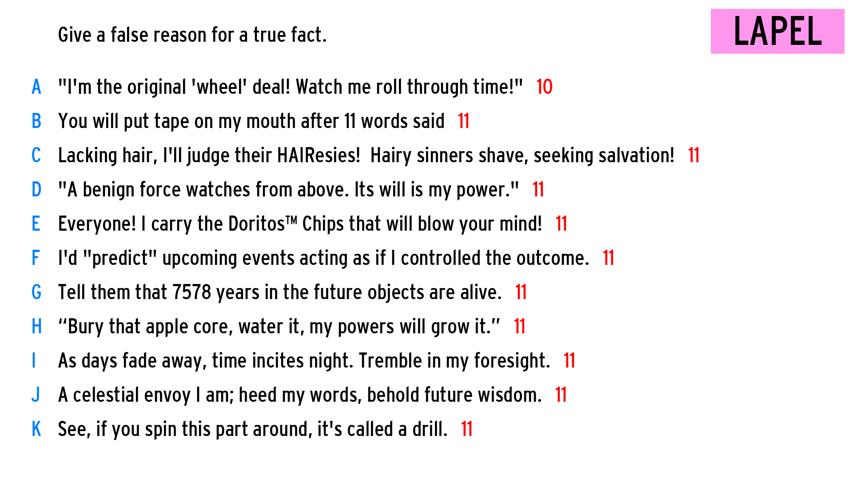 Give a false reason for a true fact.
LAPEL
A "I'm the original 'wheel' deal! Watch me roll through time!" 10
B You will put tape on my mouth after 11 words said 11
C Lacking hair, I'll judge their HAIResies!  Hairy sinners shave, seeking salvation! 11
D "A benign force watches from above. Its will is my power." 11
E Everyone! I carry the Doritos™ Chips that will blow your mind! 11
F I'd "predict" upcoming events acting as if I controlled the outcome. 11
G Tell them that 7578 years in the future objects are alive. 11
H “Bury that apple core, water it, my powers will grow it.” 11
I As days fade away, time incites night. Tremble in my foresight. 11
J A celestial envoy I am; heed my words, behold future wisdom. 11
K See, if you spin this part around, it's called a drill. 11